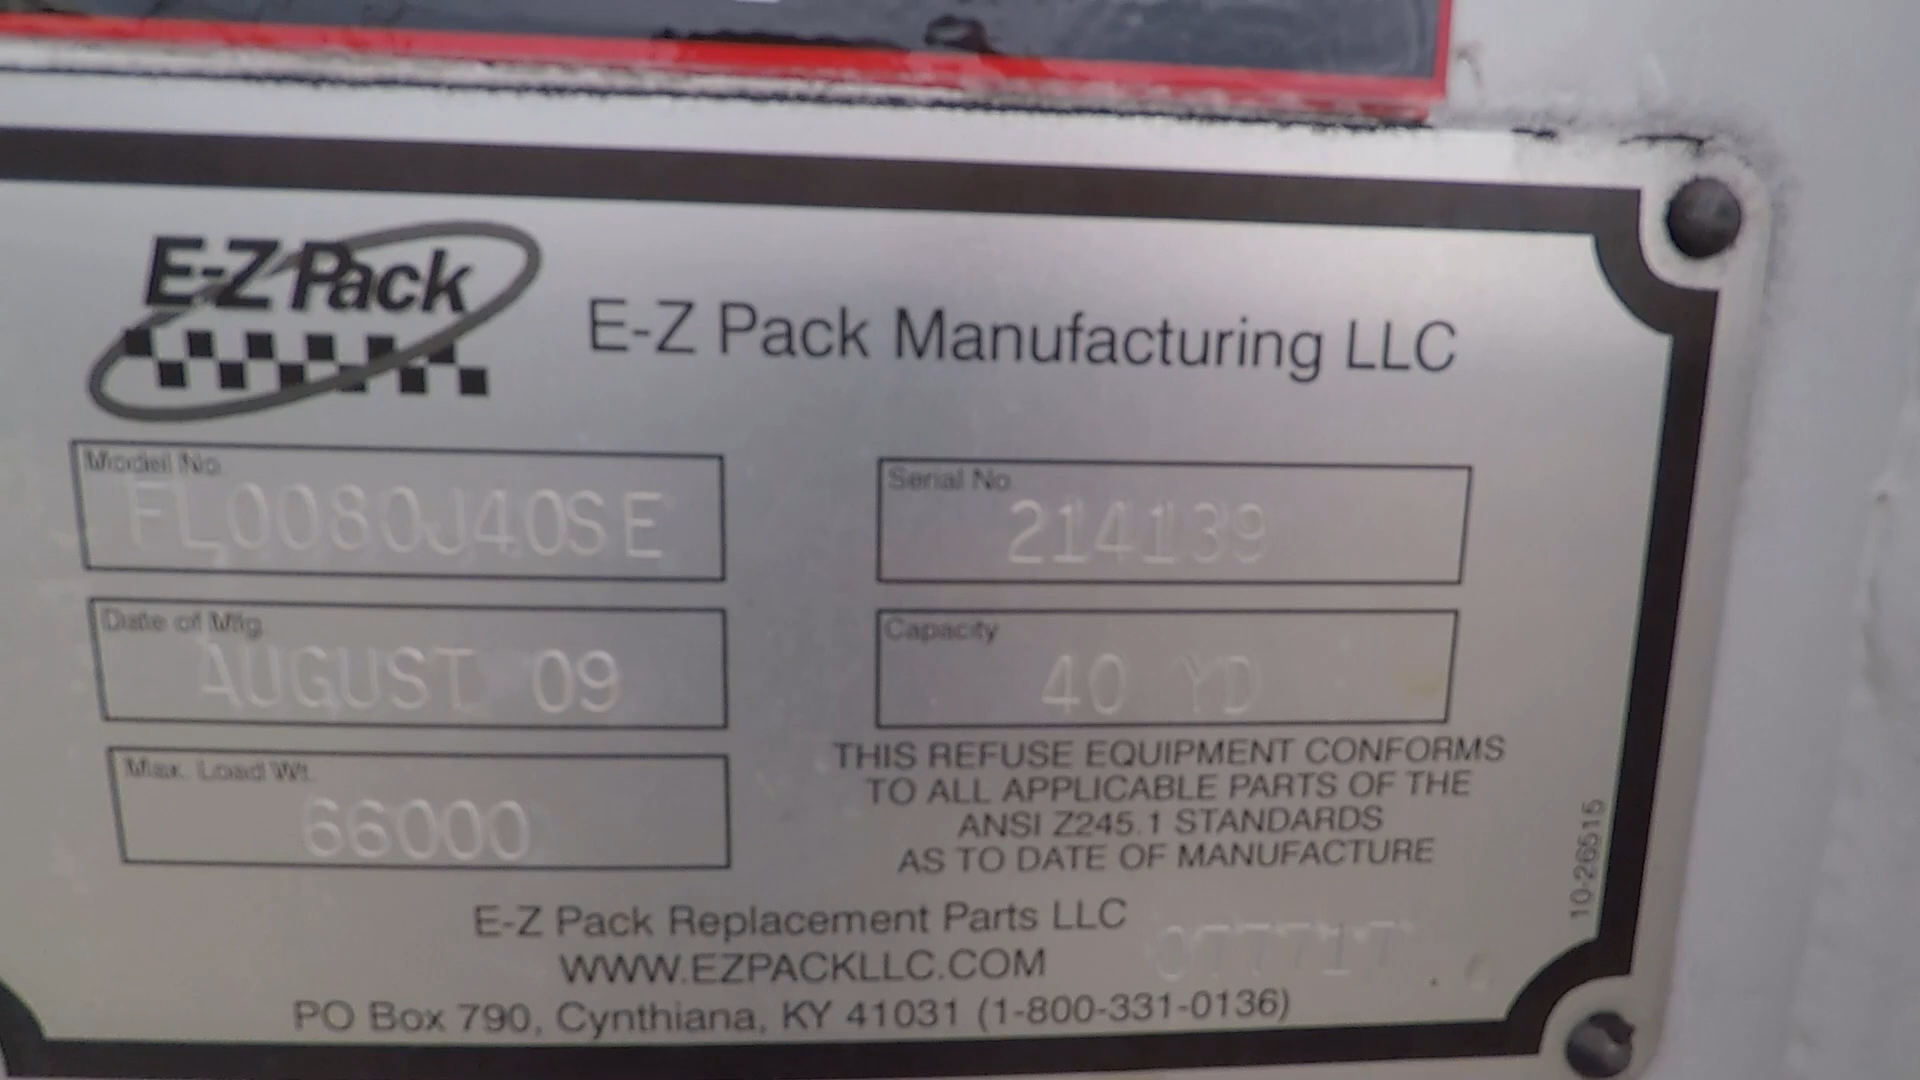 E-Z Pack
E-Z Pack Manufacturing LLC
Model No.
FL0080J40SE
Serial No.
214139
Date of Mfg.
AUGUST 09
Capacity
40 YD
Max. Load Wt.
66000
THIS REFUSE EQUIPMENT CONFORMS
TO ALL APPLICABLE PARTS OF THE
ANSI Z245.1 STANDARDS
AS TO DATE OF MANUFACTURE
10-26515
E-Z Pack Replacement Parts LLC
WWW.EZPACKLLC.COM
PO Box 790, Cynthiana, KY 41031 (1-800-331-0136)